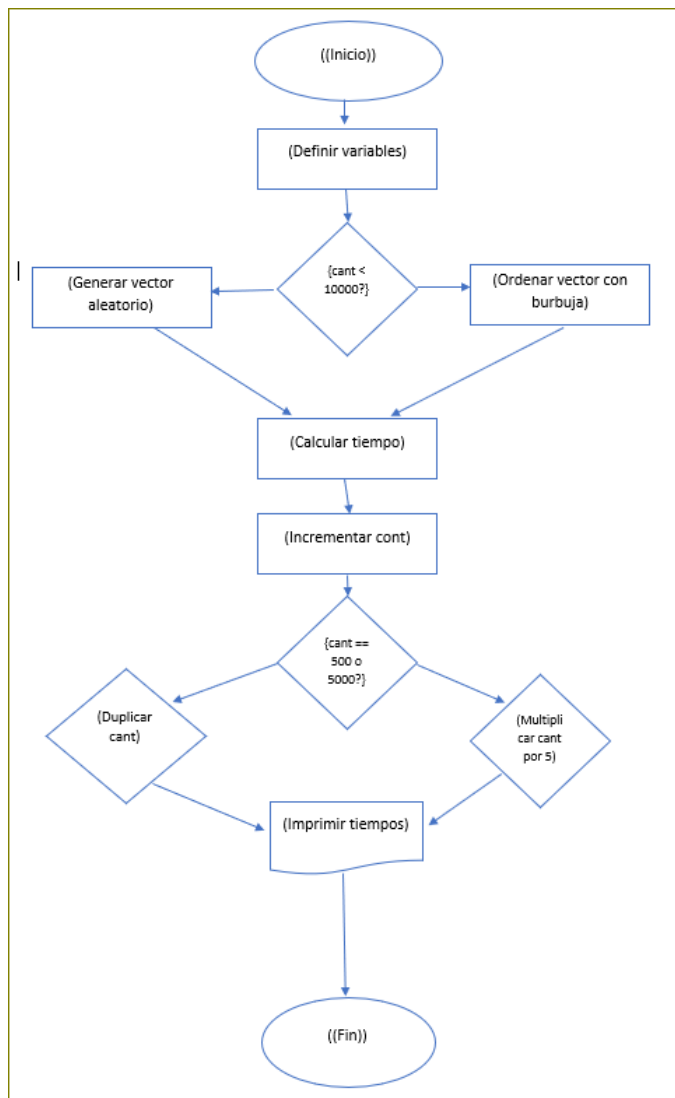 ((Inicio))
(Definir variables)
{cant <
10000?}
(Generar vector
aleatorio)
(Ordenar vector con
burbuja)
(Calcular tiempo)
(Incrementar cont)
{cant ==
500 o
5000?}
(Duplicar
cant)
(Multipli
car cant
por 5)
(Imprimir tiempos)
((Fin))